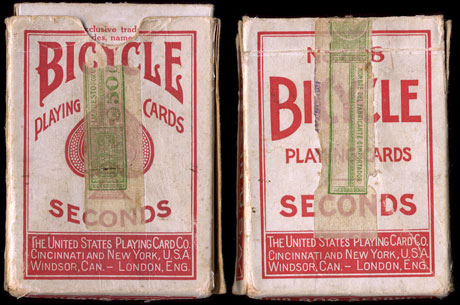 BICYCLE
PLAYING CARDS
SECONDS
THE UNITED STATES PLAYING CARD CO.
CINCINNATI AND NEW YORK, U.S.A.
WINDSOR, CAN. – LONDON, ENG.
BICYCLE
PLAYING CARDS
SECONDS
THE UNITED STATES PLAYING CARD CO.
CINCINNATI AND NEW YORK, U.S.A.
WINDSOR, CAN. – LONDON, ENG.